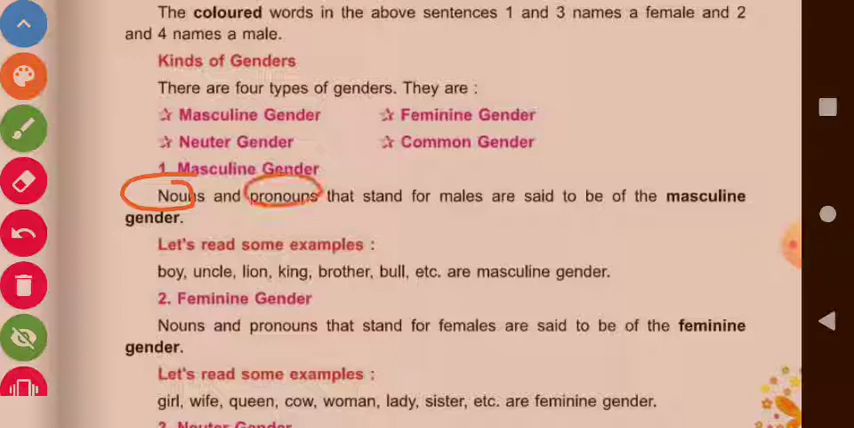 The coloured words in the above sentences 1 and 3 names a female and 2
and 4 names a male.
Kinds of Genders
There are four types of genders. They are :
☆ Masculine Gender ☆ Feminine Gender
☆ Neuter Gender ☆ Common Gender
1. Masculine Gender
Nouns and pronouns that stand for males are said to be of the masculine
gender.
Let's read some examples :
boy, uncle, lion, king, brother, bull, etc. are masculine gender.
2. Feminine Gender
Nouns and pronouns that stand for females are said to be of the feminine
gender.
Let's read some examples :
girl, wife, queen, cow, woman, lady, sister, etc. are feminine gender.
3. Neuter Gender